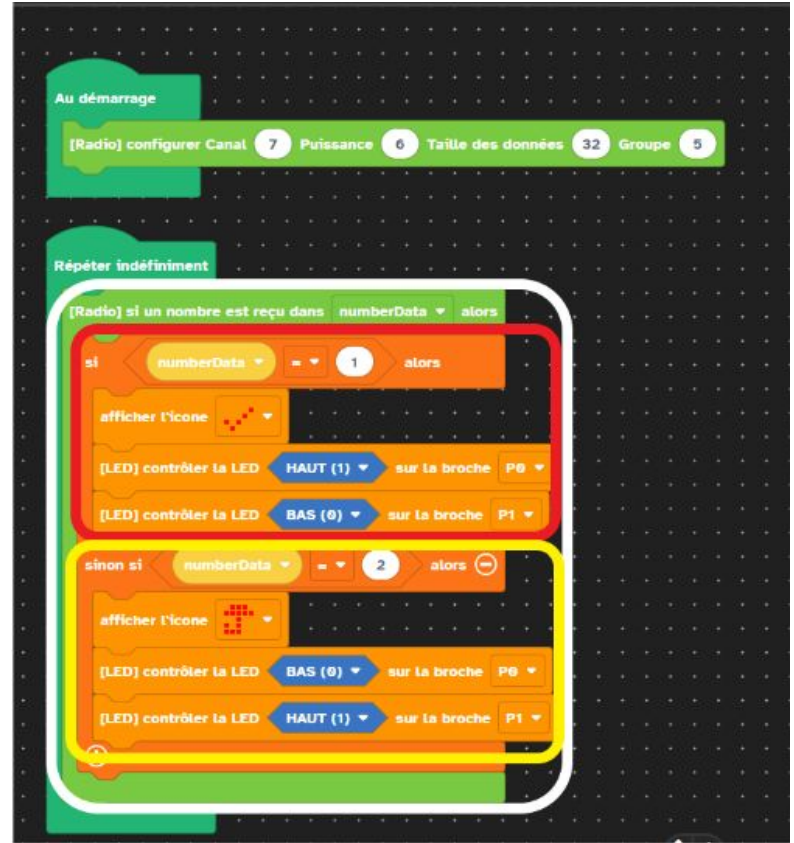 Au démarrage
[Radio] configurer Canal 7 Puissance 6 Taille des données 32 Groupe 5
Répéter indéfiniment
[Radio] si un nombre est reçu dans numberData alors
si numberData = 1 alors
afficher l'icone
[LED] contrôler la LED HAUT (1) sur la broche P0
[LED] contrôler la LED BAS (0) sur la broche P1
sinon si numberData = 2 alors
afficher l'icone
[LED] contrôler la LED BAS (0) sur la broche P0
[LED] contrôler la LED HAUT (1) sur la broche P1